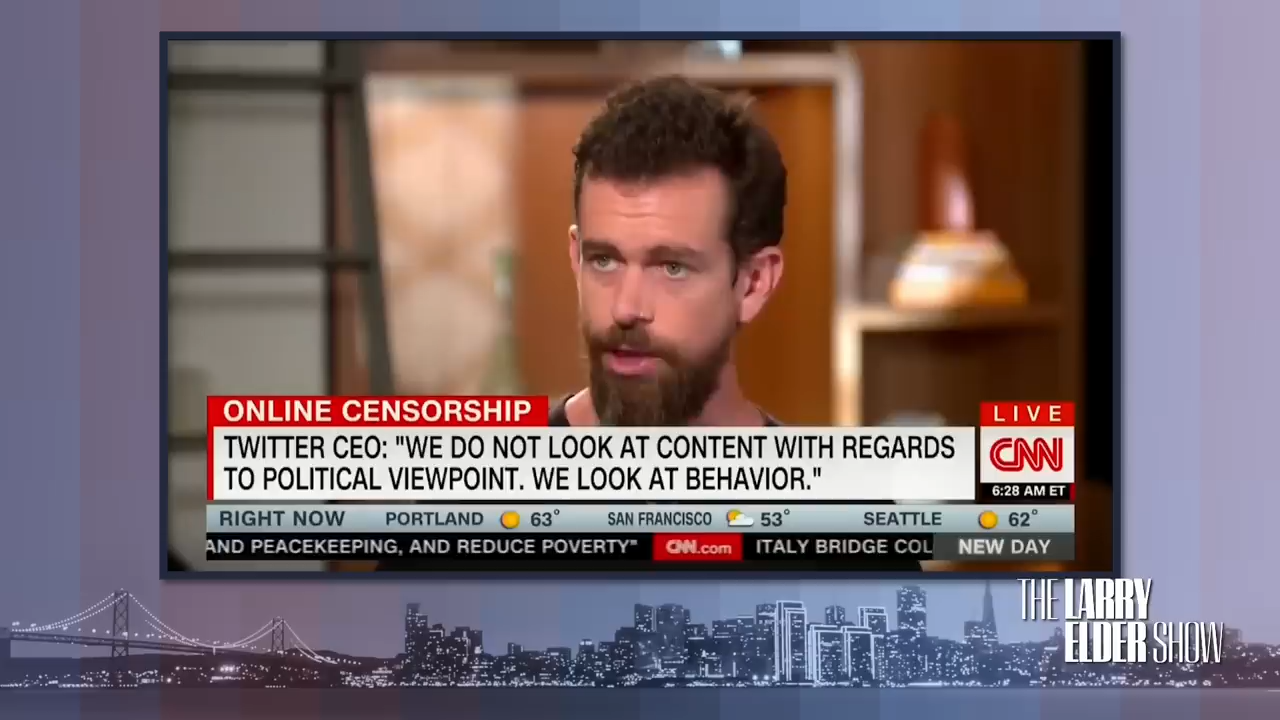 ONLINE CENSORSHIP
TWITTER CEO: "WE DO NOT LOOK AT CONTENT WITH REGARDS
TO POLITICAL VIEWPOINT. WE LOOK AT BEHAVIOR."
LIVE
CNN
6:28 AM ET
RIGHT NOW PORTLAND 63° SAN FRANCISCO 53° SEATTLE 62°
AND PEACEKEEPING, AND REDUCE POVERTY" CNN.com ITALY BRIDGE COL NEW DAY
THE LARRY
ELDER SHOW